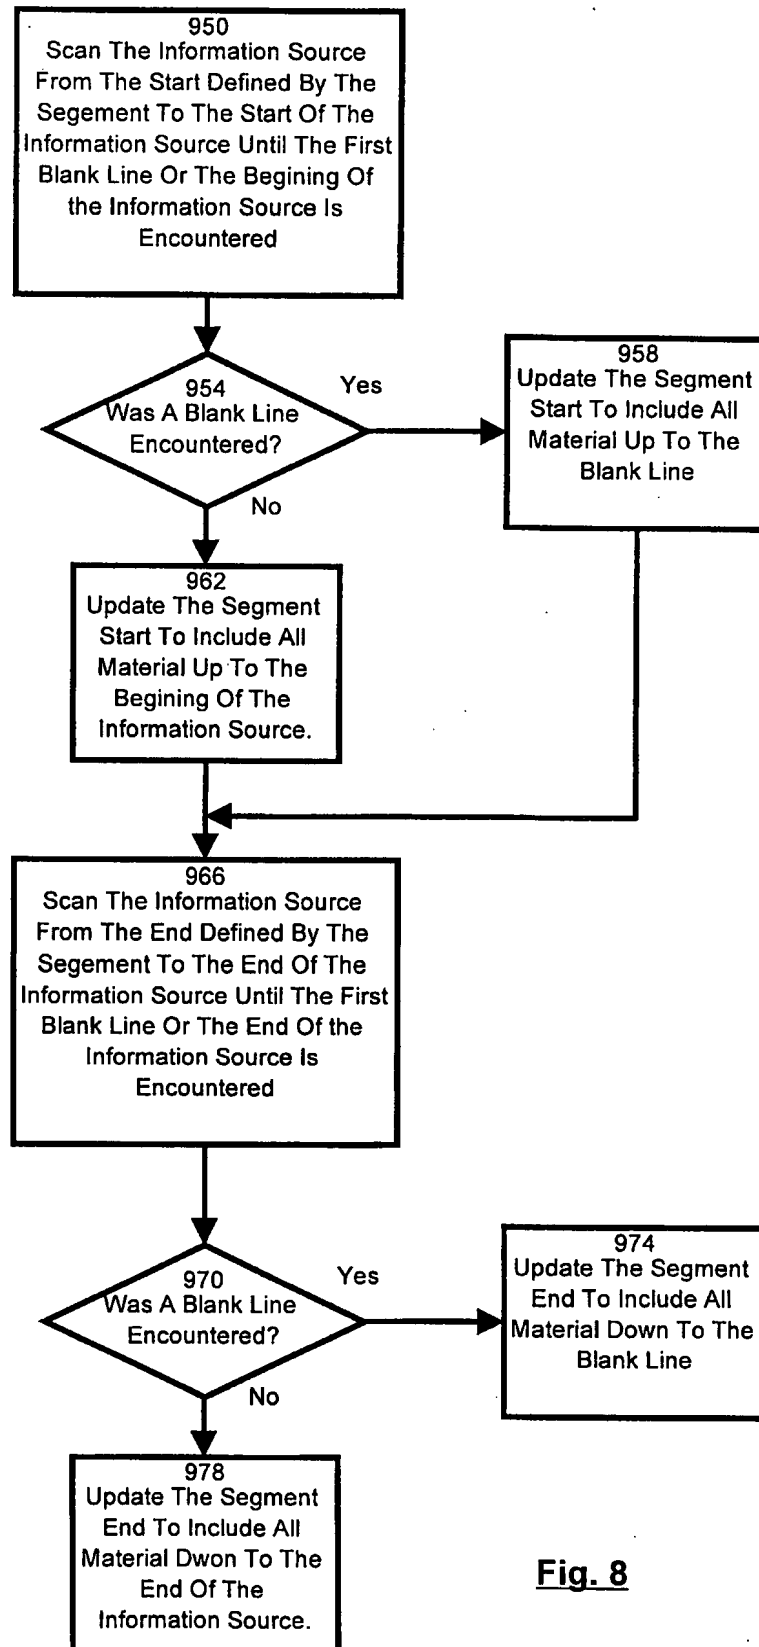 950
Scan The Information Source
From The Start Defined By The
Segement To The Start Of The
Information Source Until The First
Blank Line Or The Begining Of
the Information Source Is
Encountered
954
Was A Blank Line
Encountered?
Yes
No
958
Update The Segment
Start To Include All
Material Up To The
Blank Line
962
Update The Segment
Start To Include All
Material Up To The
Begining Of The
Information Source.
966
Scan The Information Source
From The End Defined By The
Segement To The End Of The
Information Source Until The First
Blank Line Or The End Of the
Information Source Is
Encountered
970
Was A Blank Line
Encountered?
Yes
No
974
Update The Segment
End To Include All
Material Down To The
Blank Line
978
Update The Segment
End To Include All
Material Dwon To The
End Of The
Information Source.
Fig. 8